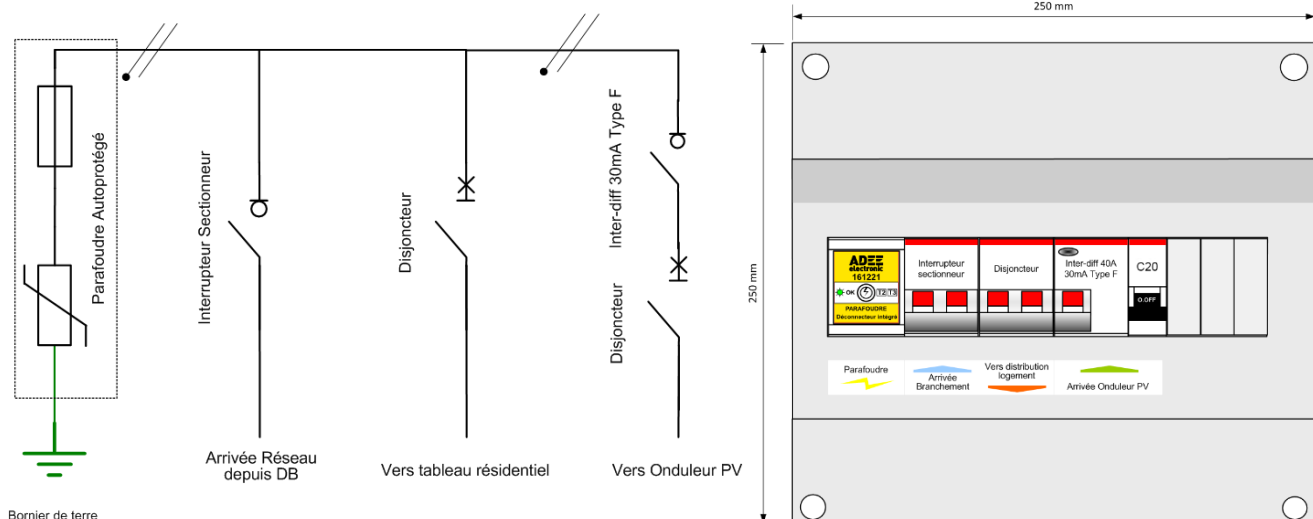 Parafoudre Autoprotégé
Interrupteur Sectionneur
Disjoncteur
Inter-diff 30mA Type F
Disjoncteur
Arrivée Réseau
depuis DB
Vers tableau résidentiel
Vers Onduleur PV
Bornier de terre
250 mm
250 mm
ADEE
electronic
161221
OK
T2
T3
PARAFOUDRE
Déconnecteur intégré
Interrupteur
sectionneur
Disjoncteur
Inter-diff 40A
30mA Type F
C20
O.OFF
Parafoudre
Arrivée
Branchement
Vers distribution
logement
Arrivée Onduleur PV